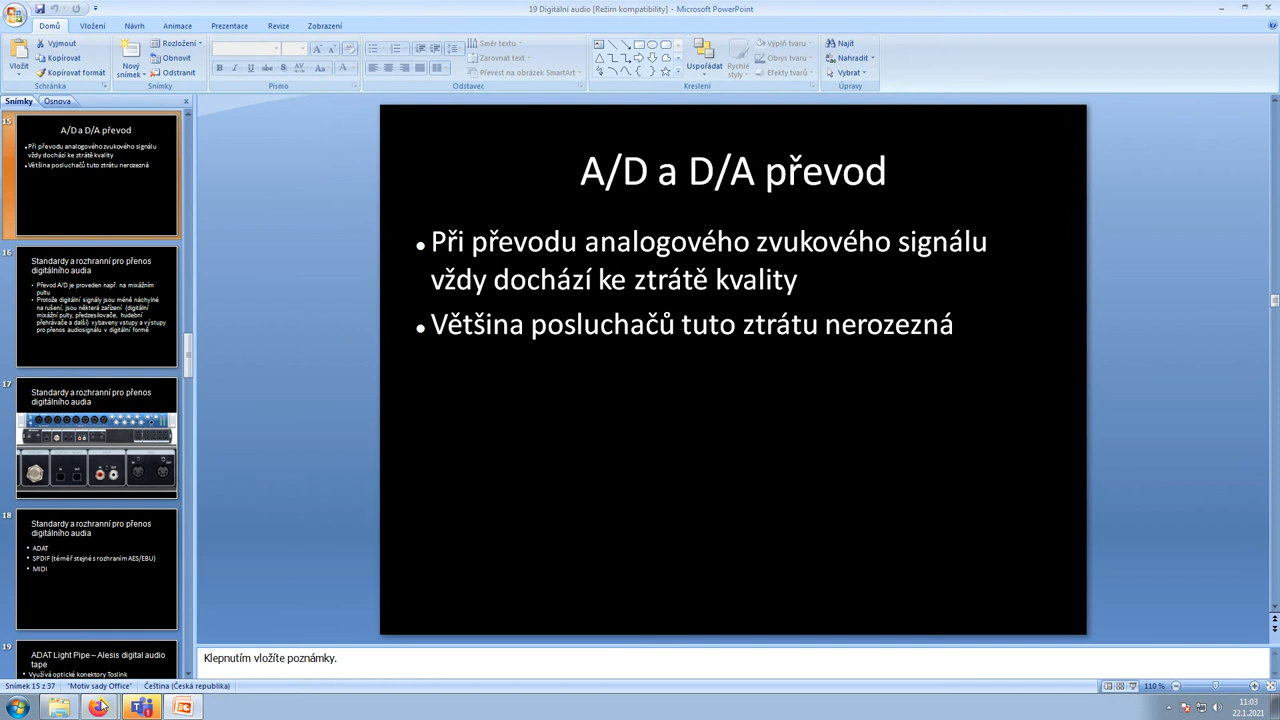 19 Digitální audio [Režim kompatibility] - Microsoft PowerPoint
Domů Vložení Návrh Animace Prezentace Revize Zobrazení
Vložit
Vyjmout
Kopírovat
Kopírovat formát
Schránka
Nový snímek
Rozložení
Obnovit
Odstranit
Snímky
Písmo
Směr textu
Zarovnat text
Převést na obrázek SmartArt
Odstavec
Uspořádat
Rychlé styly
Výplň tvaru
Obrys tvaru
Efekty tvarů
Kreslení
Najít
Nahradit
Vybrat
Úpravy
Snímky Osnova
15
A/D a D/A převod
Při převodu analogového zvukového signálu
vždy dochází ke ztrátě kvality
Většina posluchačů tuto ztrátu nerozezná
16
Standardy a rozhranní pro přenos
digitálního audia
• Převod A/D je proveden např. na mixážním
pultu
• Protože digitální signály jsou méně náchylné
na rušení, jsou některá zařízení (digitální
mixážní pulty, předzesilovače, hudební
přehrávače a další) vybaveny vstupy a výstupy
pro přenos audiosignálu v digitální formě
17
Standardy a rozhranní pro přenos
digitálního audia
18
Standardy a rozhranní pro přenos
digitálního audia
• ADAT
• SPDIF (téměř stejné s rozhraním AES/EBU)
• MIDI
19
ADAT Light Pipe – Alesis digital audio
tape
• Využívá optické konektory Toslink
A/D a D/A převod
• Při převodu analogového zvukového signálu
vždy dochází ke ztrátě kvality
• Většina posluchačů tuto ztrátu nerozezná
Klepnutím vložíte poznámky.
Snímek 15 z 37 "Motiv sady Office" Čeština (Česká republika) 110 %
11:03
22.1.2021